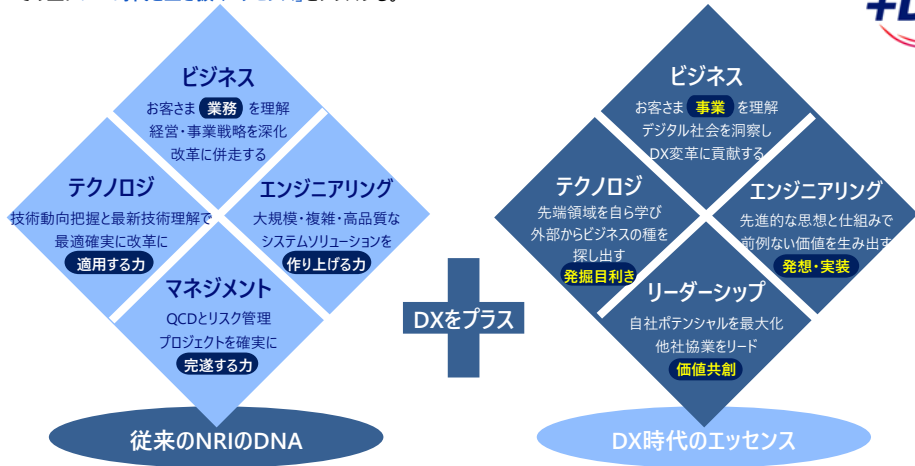 +D
ビジネス
お客さま 業務 を理解
経営・事業戦略を深化
改革に併走する
テクノロジ
技術動向把握と最新技術理解で
最適確実に改革に
適用する力
エンジニアリング
大規模・複雑・高品質な
システムソリューションを
作り上げる力
マネジメント
QCDとリスク管理
プロジェクトを確実に
完遂する力
従来のNRIのDNA
DXをプラス
ビジネス
お客さま 事業 を理解
デジタル社会を洞察し
DX変革に貢献する
テクノロジ
先端領域を自ら学び
外部からビジネスの種を
探し出す
発掘目利き
エンジニアリング
先進的な思想と仕組みで
前例ない価値を生み出す
発想・実装
リーダーシップ
自社ポテンシャルを最大化
他社協業をリード
価値共創
DX時代のエッセンス